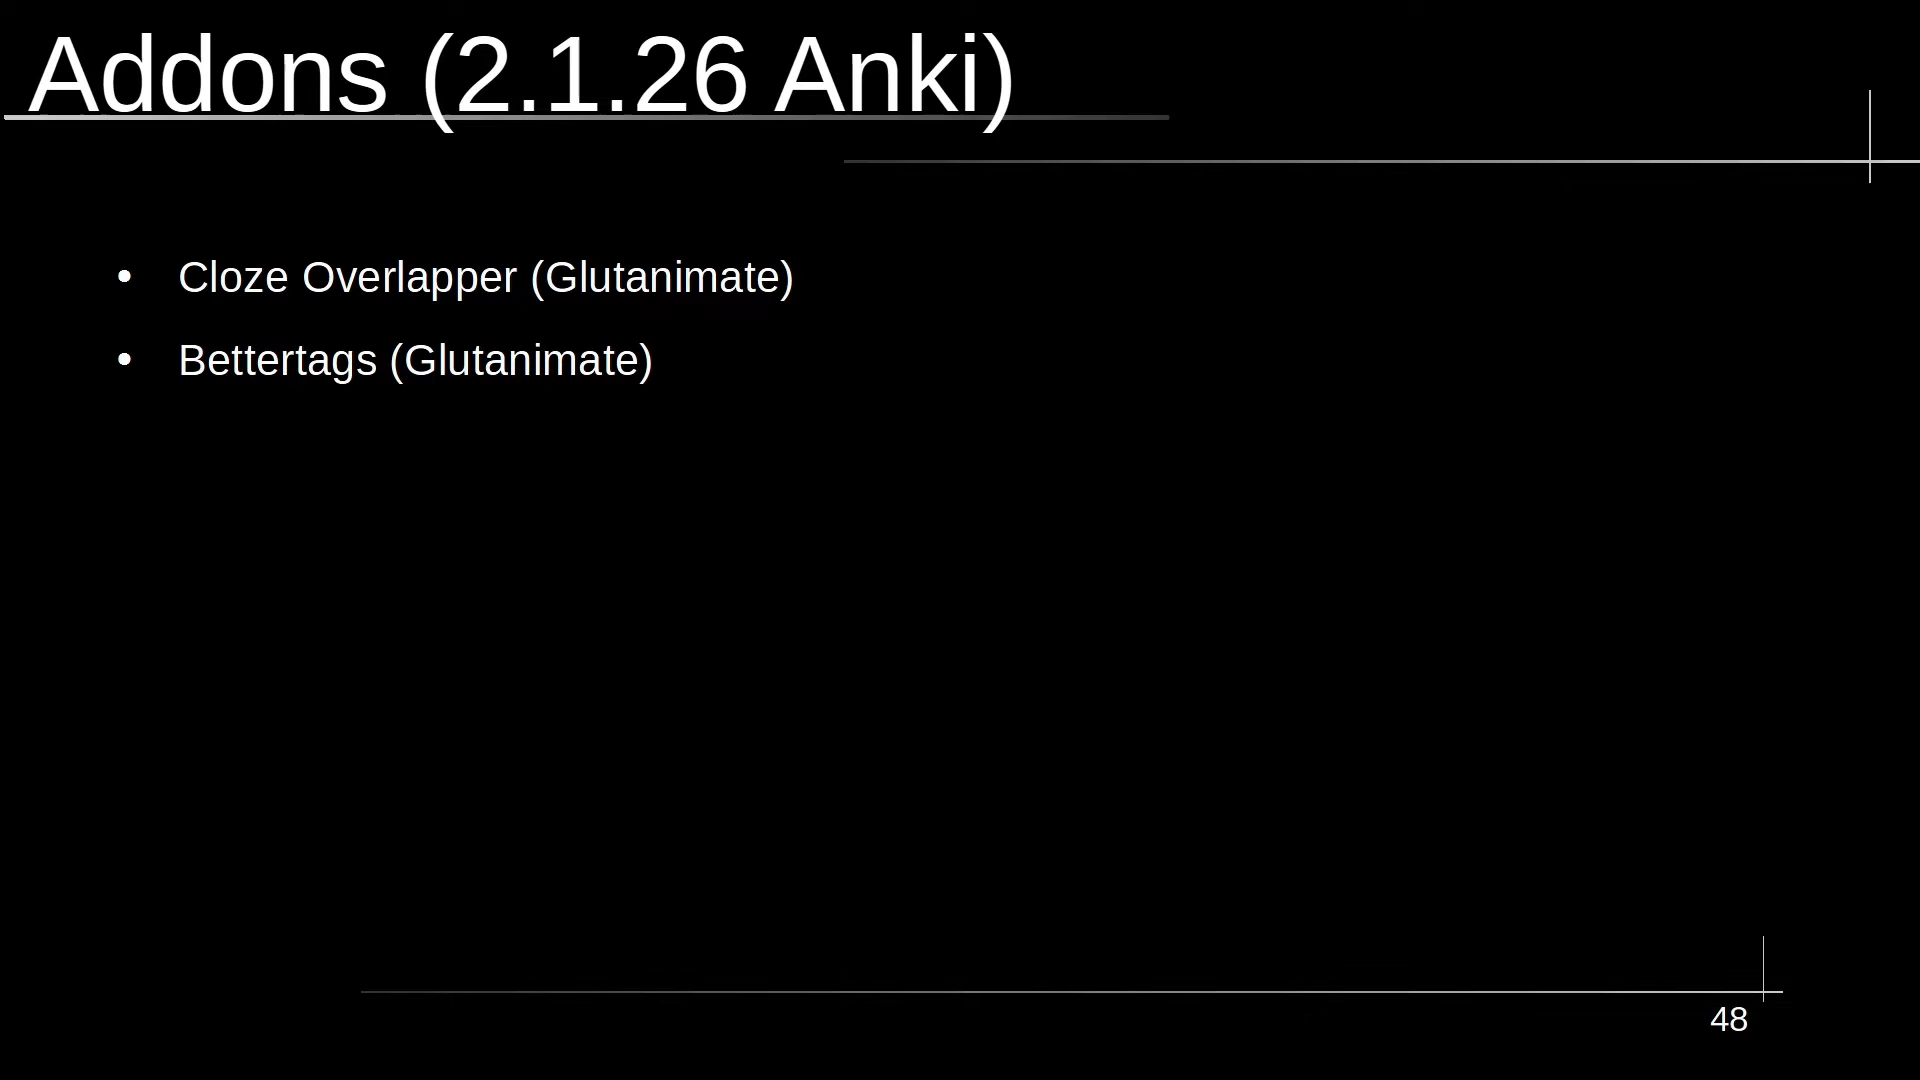 Addons (2.1.26 Anki)
• Cloze Overlapper (Glutanimate)
• Bettertags (Glutanimate)
48